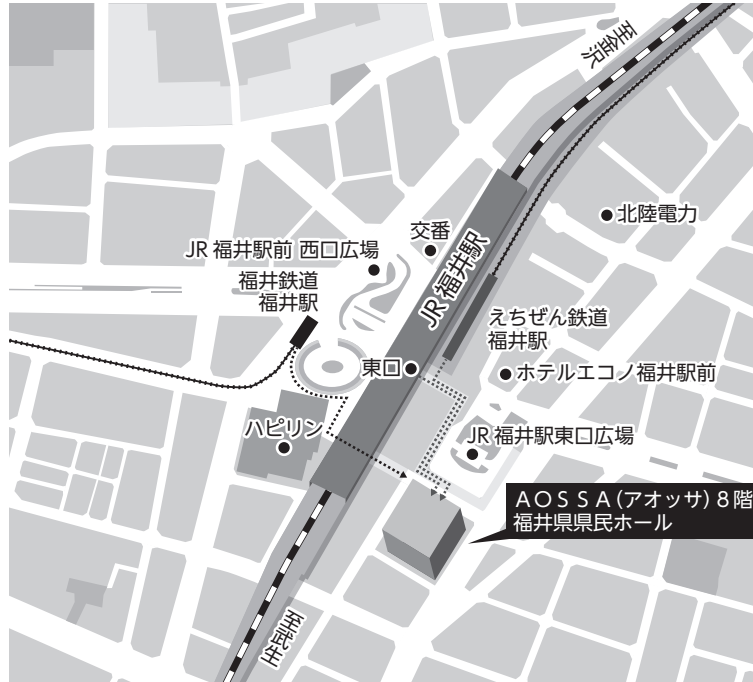 至金沢
北陸電力
交番
JR 福井駅前 西口広場
JR 福井駅
福井鉄道
福井駅
えちぜん鉄道
福井駅
東口
ホテルエコノ福井駅前
ハピリン
JR 福井駅東口広場
ＡＯＳＳＡ(アオッサ) 8 階
福井県県民ホール
至武生